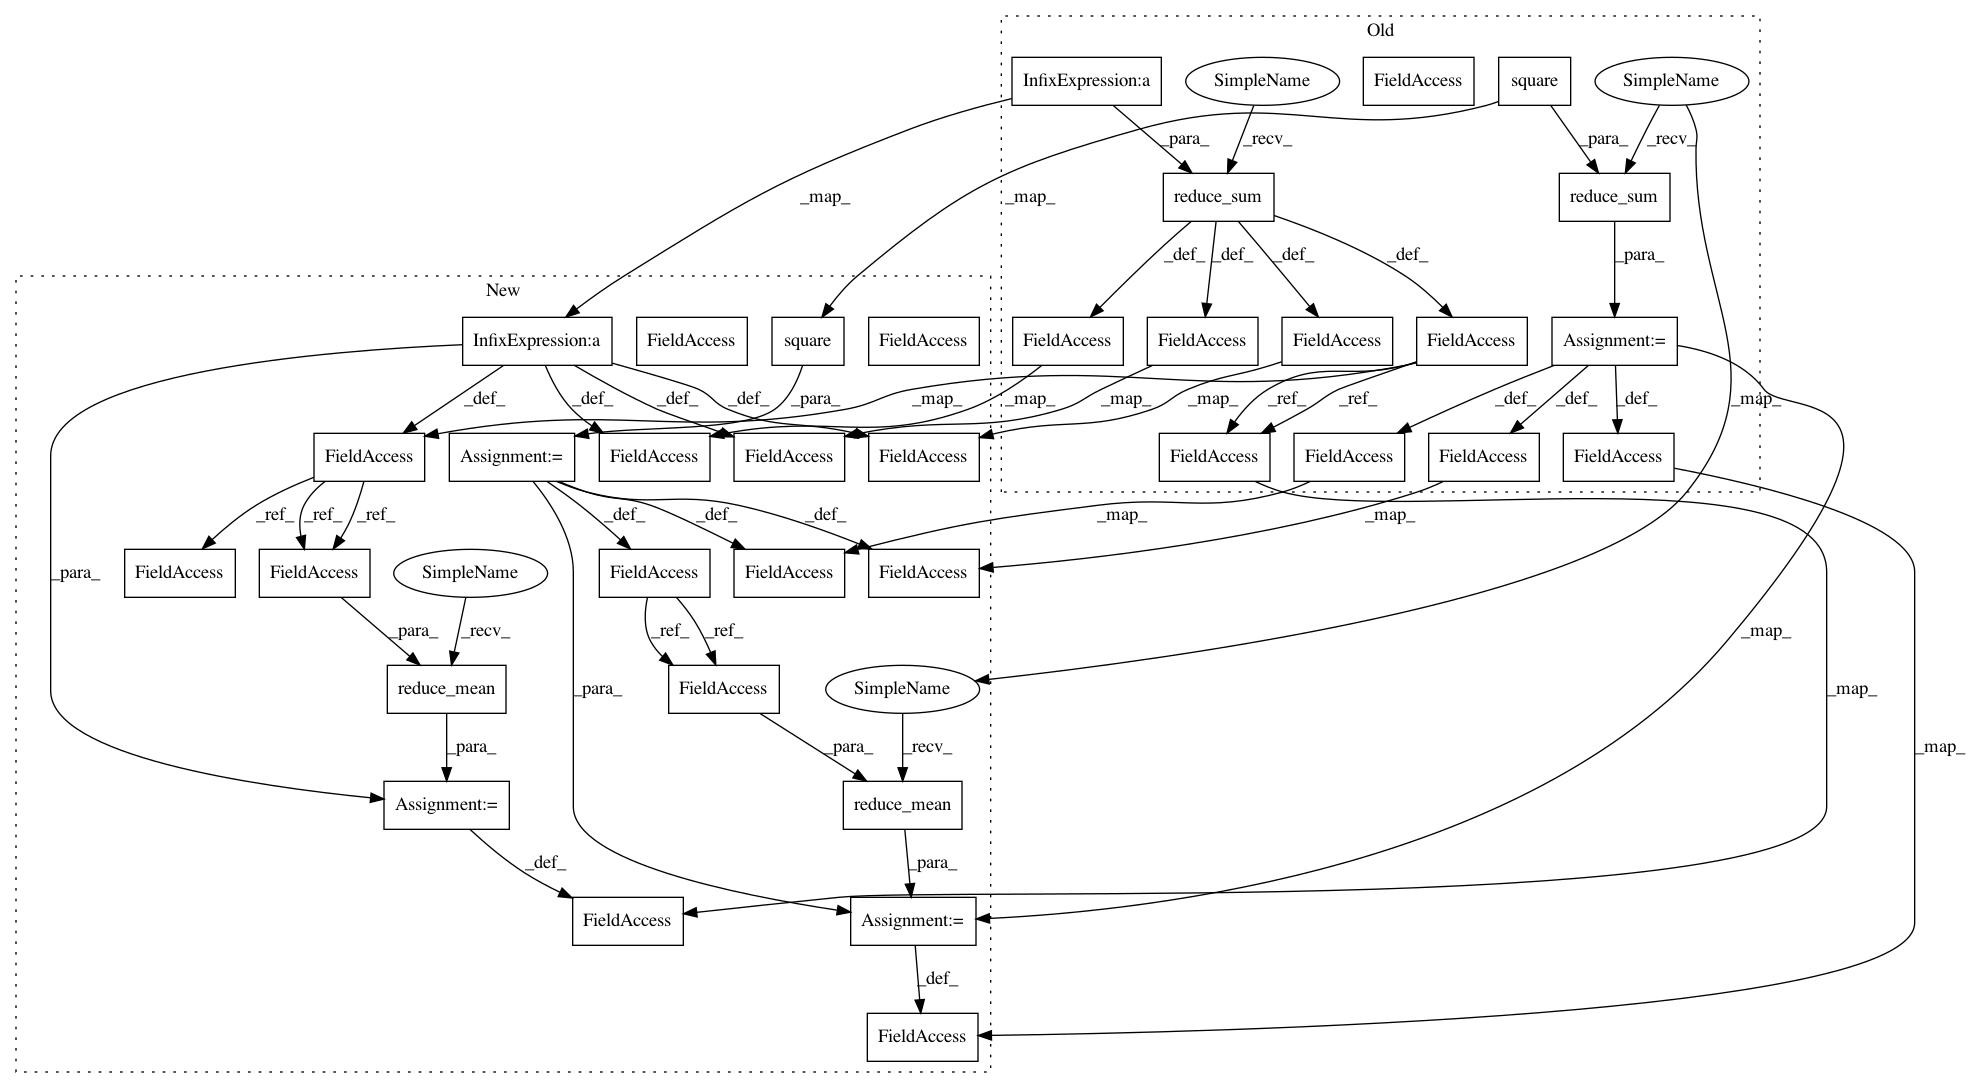 Old
InfixExpression:a SimpleName FieldAccess square SimpleName
_para_ _recv_ _para_ _recv_
_map_ _map_ reduce_sum reduce_sum
_def_ _def_ _def_ _def_ _para_
New
InfixExpression:a FieldAccess square FieldAccess FieldAccess FieldAccess FieldAccess FieldAccess Assignment:=
_def_ _def_ _def_ _def_ _para_ _map_ _map_ _map_ _map_ _ref_ _ref_ _def_ _def_ _def_ _map_
FieldAccess Assignment:= FieldAccess FieldAccess FieldAccess FieldAccess FieldAccess FieldAccess FieldAccess
_ref_ _ref_ _ref_ _def_ _def_ _def_ _map_ _map_
_para_ FieldAccess FieldAccess SimpleName FieldAccess FieldAccess FieldAccess
_para_ _recv_ _ref_ _ref_ _map_
reduce_mean _para_ FieldAccess SimpleName _map_
_para_ _para_ _recv_ _map_
Assignment:= reduce_mean
_def_ _para_
FieldAccess Assignment:=
_def_
FieldAccess